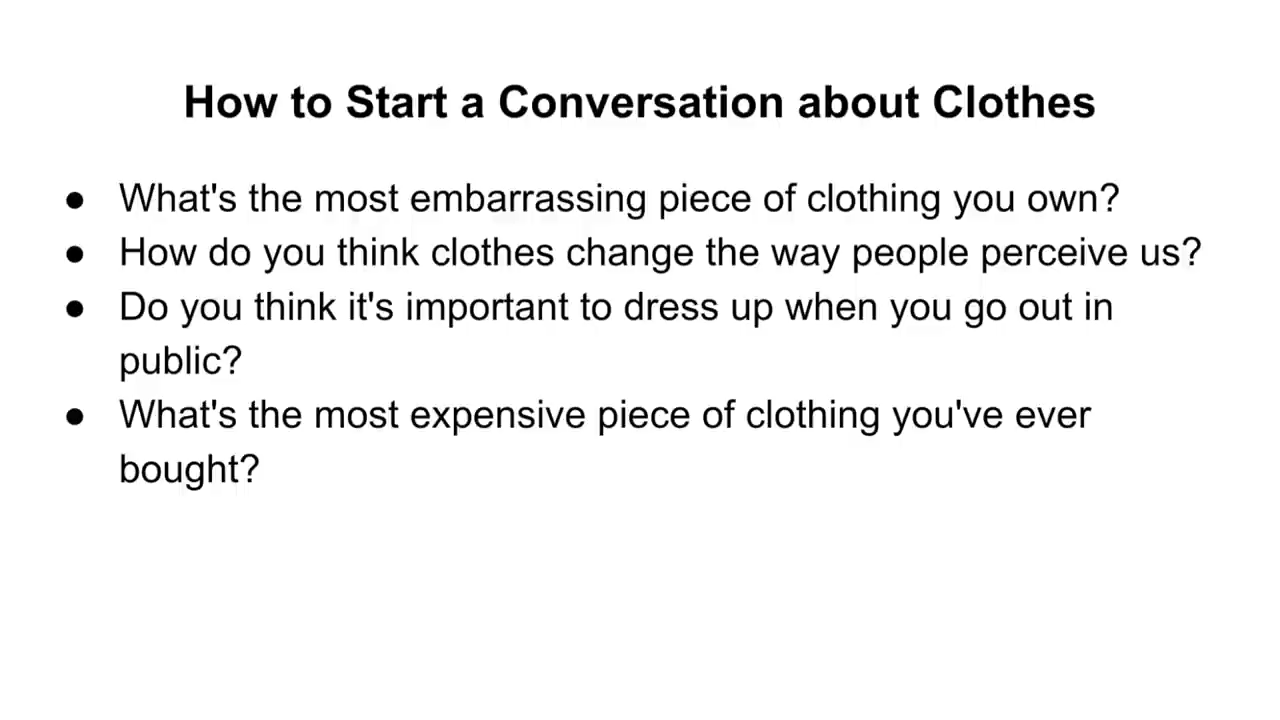 How to Start a Conversation about Clothes
● What's the most embarrassing piece of clothing you own?
● How do you think clothes change the way people perceive us?
● Do you think it's important to dress up when you go out in
public?
● What's the most expensive piece of clothing you've ever
bought?